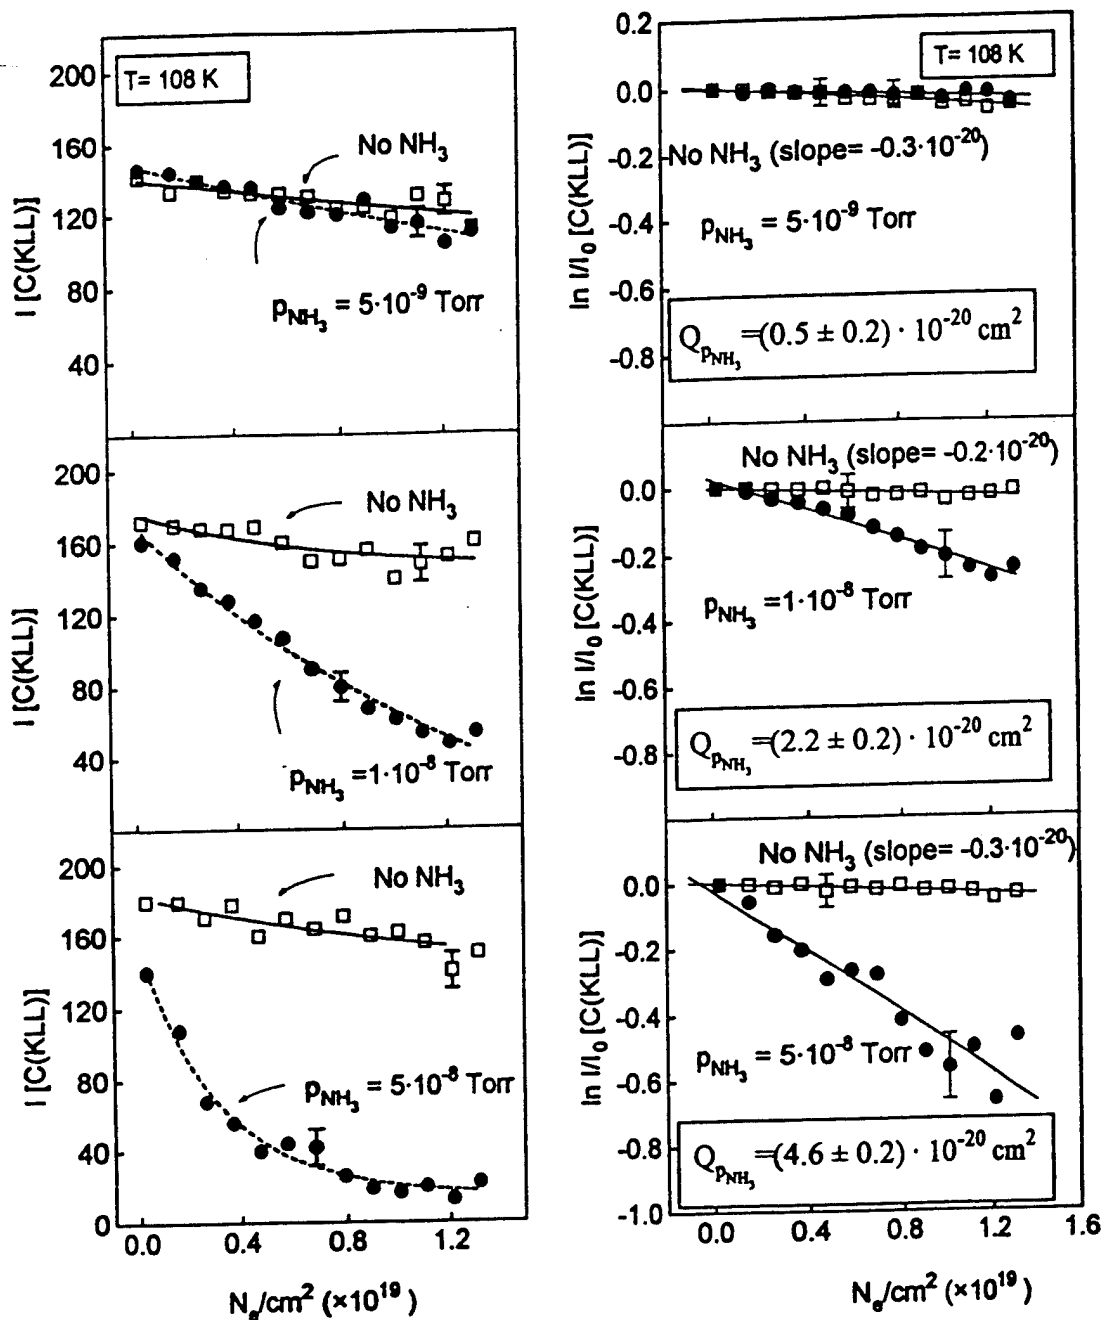 I [C(KLL)]
200
160
120
80
40
T= 108 K
No NH3
pNH3 = 5·10-9 Torr
I [C(KLL)]
200
160
120
80
40
No NH3
pNH3 =1·10-8 Torr
I [C(KLL)]
200
160
120
80
40
0
No NH3
pNH3 = 5·10-8 Torr
0.0 0.4 0.8 1.2
Ne/cm2 (×1019)
ln I/I0 [C(KLL)]
0.2
0.0
-0.2
-0.4
-0.6
-0.8
T= 108 K
No NH3 (slope= -0.3·10-20)
pNH3 = 5·10-9 Torr
QpNH3 =(0.5 ± 0.2) · 10-20 cm2
ln I/I0 [C(KLL)]
0.0
-0.2
-0.4
-0.6
-0.8
No NH3 (slope= -0.2·10-20)
pNH3 =1·10-8 Torr
QpNH3 =(2.2 ± 0.2) · 10-20 cm2
ln I/I0 [C(KLL)]
0.0
-0.2
-0.4
-0.6
-0.8
-1.0
No NH3 (slope= -0.3·10-20)
pNH3 = 5·10-8 Torr
QpNH3 =(4.6 ± 0.2) · 10-20 cm2
0.0 0.4 0.8 1.2 1.6
Ne/cm2 (×1019)